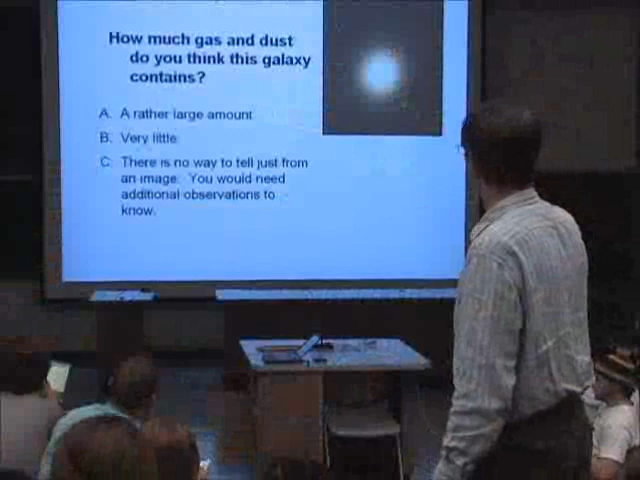 How much gas and dust
do you think this galaxy
contains?
A. A rather large amount
B. Very little
C. There is no way to tell just from
an image. You would need
additional observations to
know.